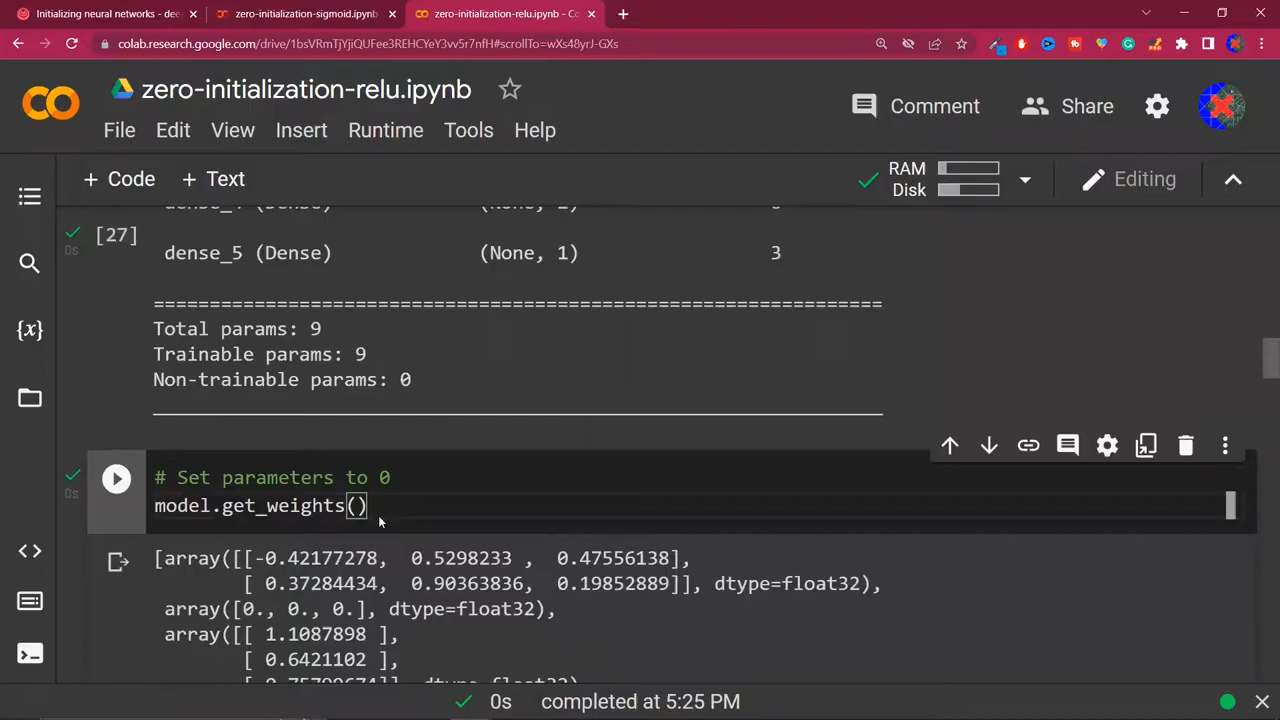 Initializing neural networks - dee
zero-initialization-sigmoid.ipynb
zero-initialization-relu.ipynb - Co
colab.research.google.com/drive/1bsVRmTjYjiQUFee3REHCYeY3vv5r7nfH#scrollTo=wXs48yrJ-GXs
zero-initialization-relu.ipynb
Comment
Share
File Edit View Insert Runtime Tools Help
+ Code + Text
RAM
Disk
Editing
[27]
0s
dense_5 (Dense) (None, 1) 3
=================================================================
Total params: 9
Trainable params: 9
Non-trainable params: 0
0s
# Set parameters to 0
model.get_weights()
[array([[-0.42177278, 0.5298233 , 0.47556138],
[ 0.37284434, 0.90363836, 0.19852889]], dtype=float32),
array([0., 0., 0.], dtype=float32),
array([[ 1.1087898 ],
[ 0.6421102 ],
0s completed at 5:25 PM